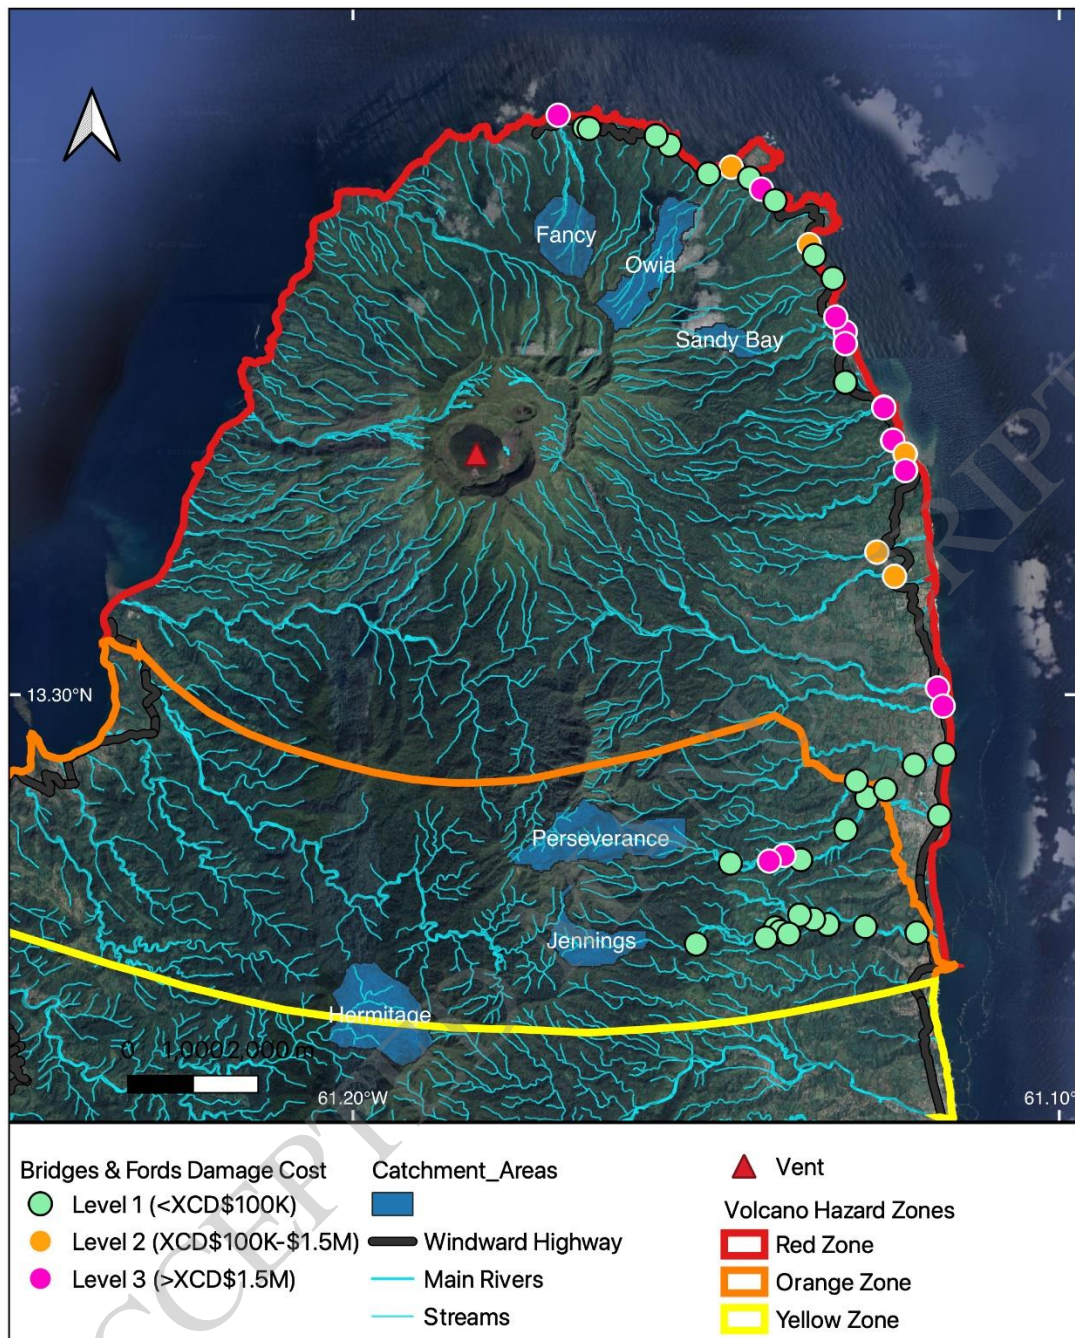 Fancy
Owia
Sandy Bay
13.30°N
Perseverance
Jennings
Hermitage
0 1,000 2,000 m
61.20°W
61.10°
Bridges & Fords Damage Cost
Level 1 (<XCD$100K)
Level 2 (XCD$100K-$1.5M)
Level 3 (>XCD$1.5M)
Catchment_Areas
Windward Highway
Main Rivers
Streams
Vent
Volcano Hazard Zones
Red Zone
Orange Zone
Yellow Zone